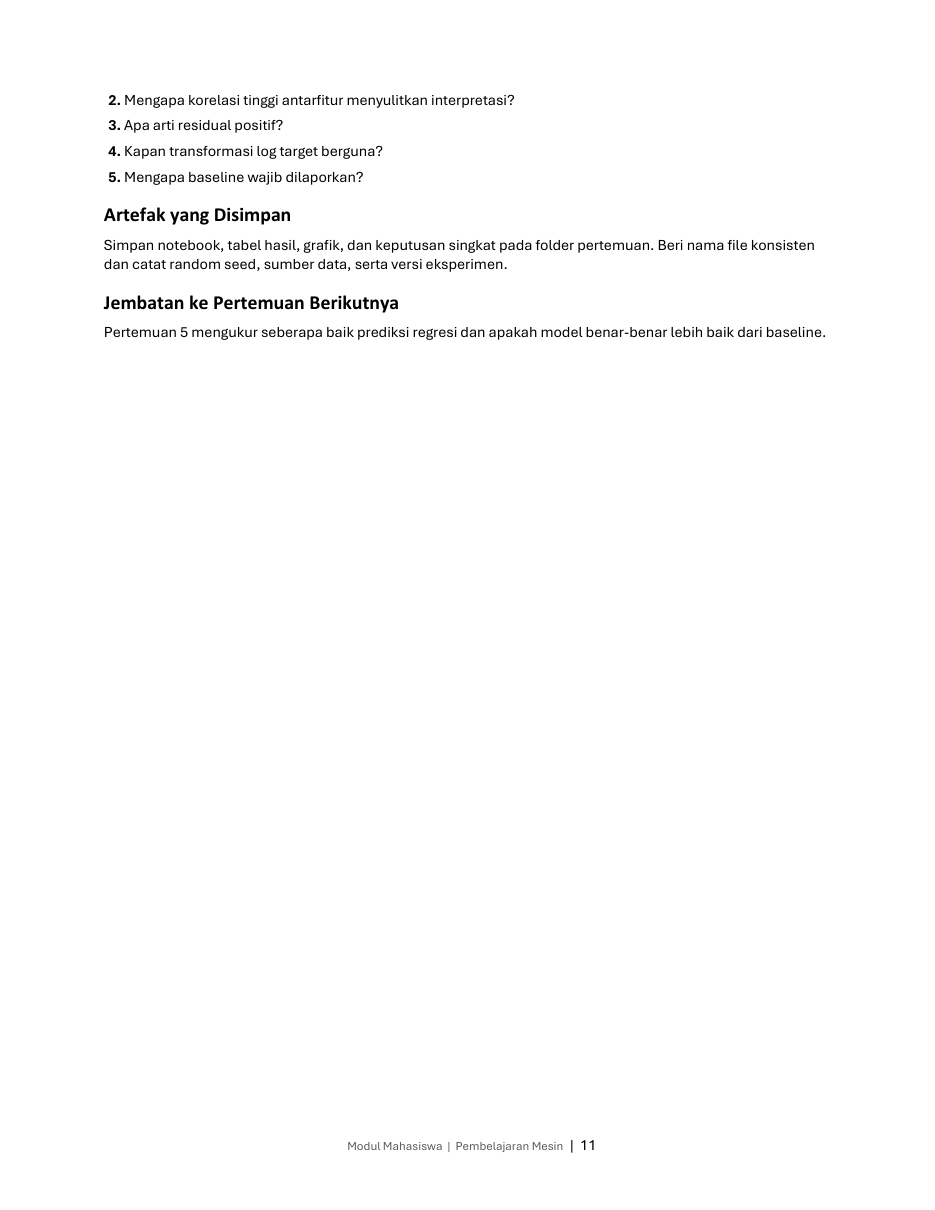 2. Mengapa korelasi tinggi antarfitur menyulitkan interpretasi?
3. Apa arti residual positif?
4. Kapan transformasi log target berguna?
5. Mengapa baseline wajib dilaporkan?
Artefak yang Disimpan
Simpan notebook, tabel hasil, grafik, dan keputusan singkat pada folder pertemuan. Beri nama file konsisten
dan catat random seed, sumber data, serta versi eksperimen.
Jembatan ke Pertemuan Berikutnya
Pertemuan 5 mengukur seberapa baik prediksi regresi dan apakah model benar-benar lebih baik dari baseline.
Modul Mahasiswa | Pembelajaran Mesin | 11